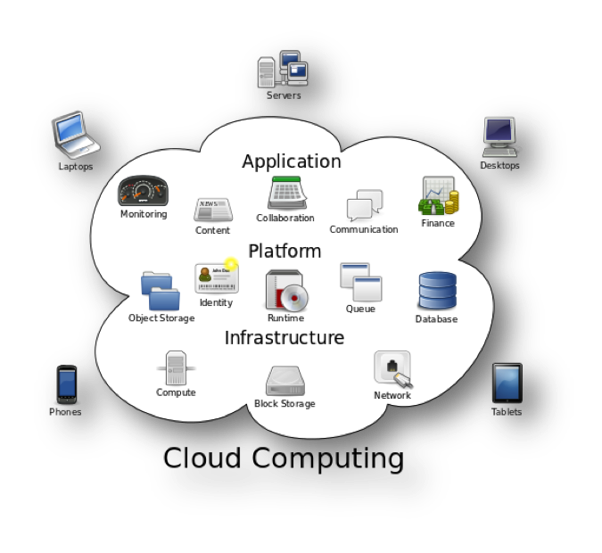 Servers
Laptops
Desktops
Application
Monitoring
Content
Collaboration
Communication
Finance
Platform
Object Storage
Identity
Runtime
Queue
Database
Infrastructure
Compute
Block Storage
Network
Phones
Tablets
Cloud Computing